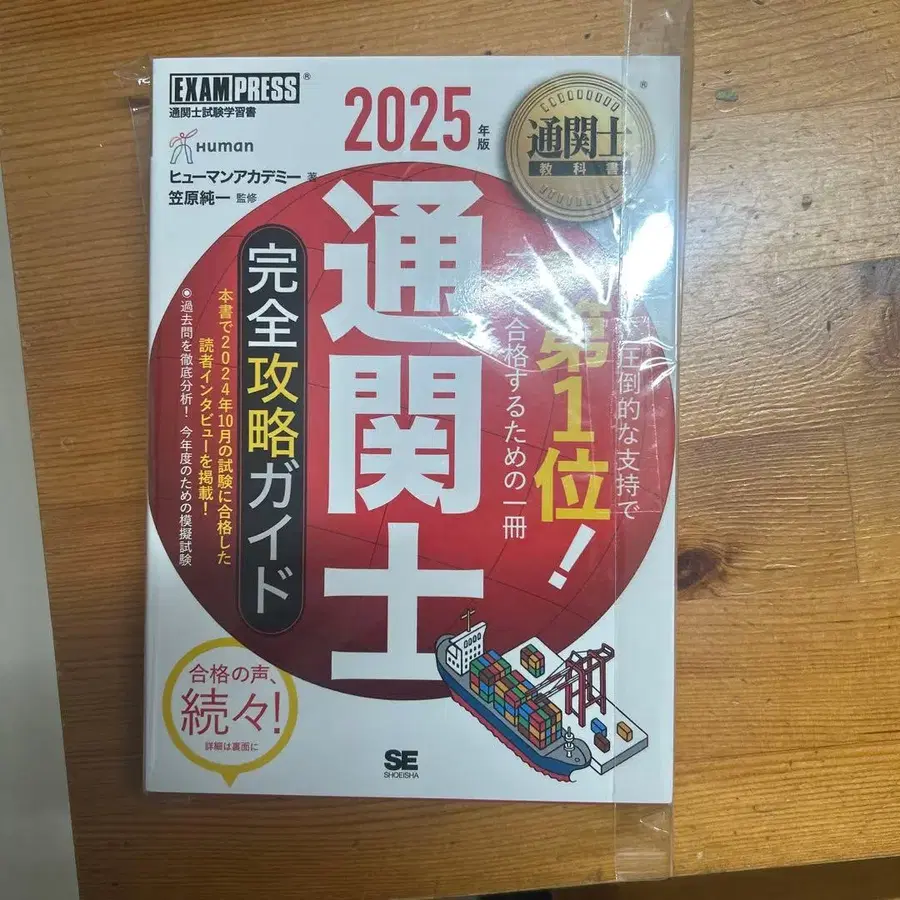 EXAMPRESS®
通関士試験学習書
Human
ヒューマンアカデミー 著
笠原純一 監修
2025年版
通関士®
教科書
通関士
完全攻略ガイド
圧倒的な支持で
第1位!
合格するための一冊
本書で2024年10月の試験に合格した
読者インタビューを掲載!
◉過去問を徹底分析! 今年度のための模擬試験
合格の声、
続々!
詳細は裏面に
SE
SHOEISHA